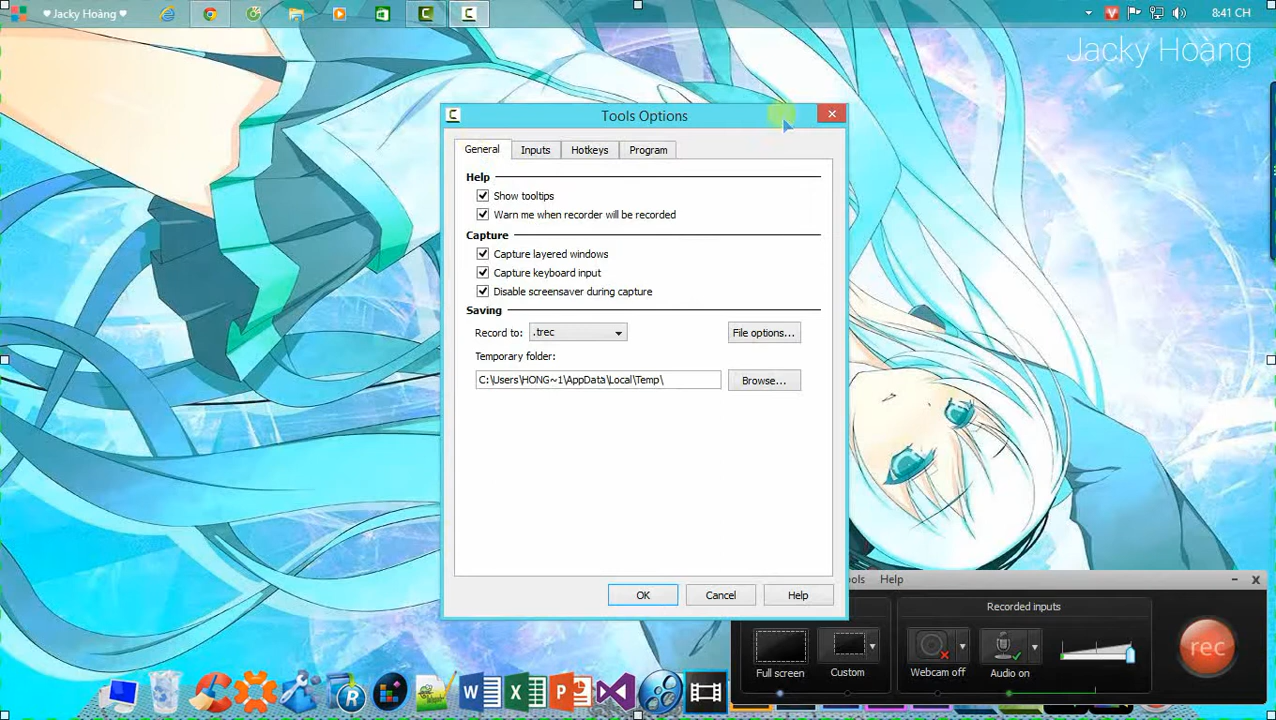 ♥ Jacky Hoàng ♥
8:41 CH
Jacky Hoàng
Tools Options
General
Inputs
Hotkeys
Program
Help
Show tooltips
Warn me when recorder will be recorded
Capture
Capture layered windows
Capture keyboard input
Disable screensaver during capture
Saving
Record to:
.trec
File options...
Temporary folder:
C:\Users\HONG~1\AppData\Local\Temp\
Browse...
OK
Cancel
Help
Help
Recorded inputs
Full screen
Custom
Webcam off
Audio on
rec